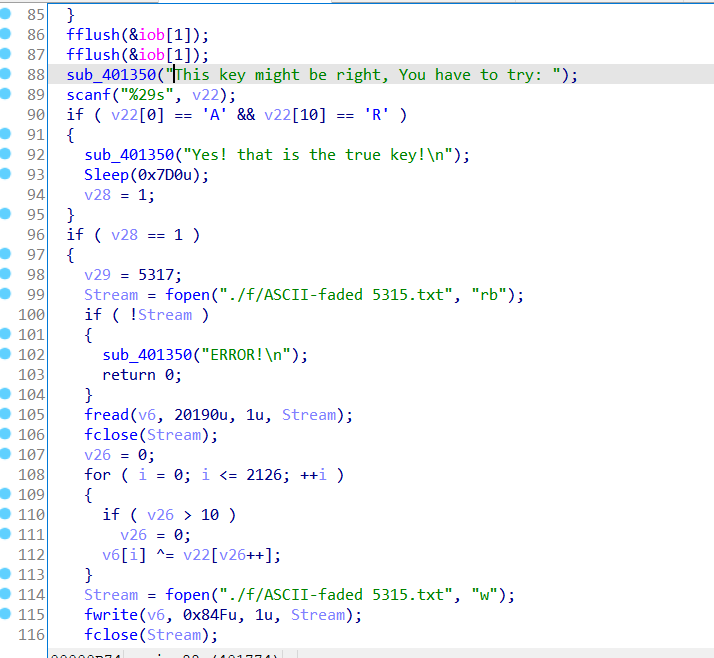 85 }
86 fflush(&iob[1]);
87 fflush(&iob[1]);
88 sub_401350("This key might be right, You have to try: ");
89 scanf("%29s", v22);
90 if ( v22[0] == 'A' && v22[10] == 'R' )
91 {
92 sub_401350("Yes! that is the true key!\n");
93 Sleep(0x7D0u);
94 v28 = 1;
95 }
96 if ( v28 == 1 )
97 {
98 v29 = 5317;
99 Stream = fopen("./f/ASCII-faded 5315.txt", "rb");
100 if ( !Stream )
101 {
102 sub_401350("ERROR!\n");
103 return 0;
104 }
105 fread(v6, 20190u, 1u, Stream);
106 fclose(Stream);
107 v26 = 0;
108 for ( i = 0; i <= 2126; ++i )
109 {
110 if ( v26 > 10 )
111 v26 = 0;
112 v6[i] ^= v22[v26++];
113 }
114 Stream = fopen("./f/ASCII-faded 5315.txt", "w");
115 fwrite(v6, 0x84Fu, 1u, Stream);
116 fclose(Stream);